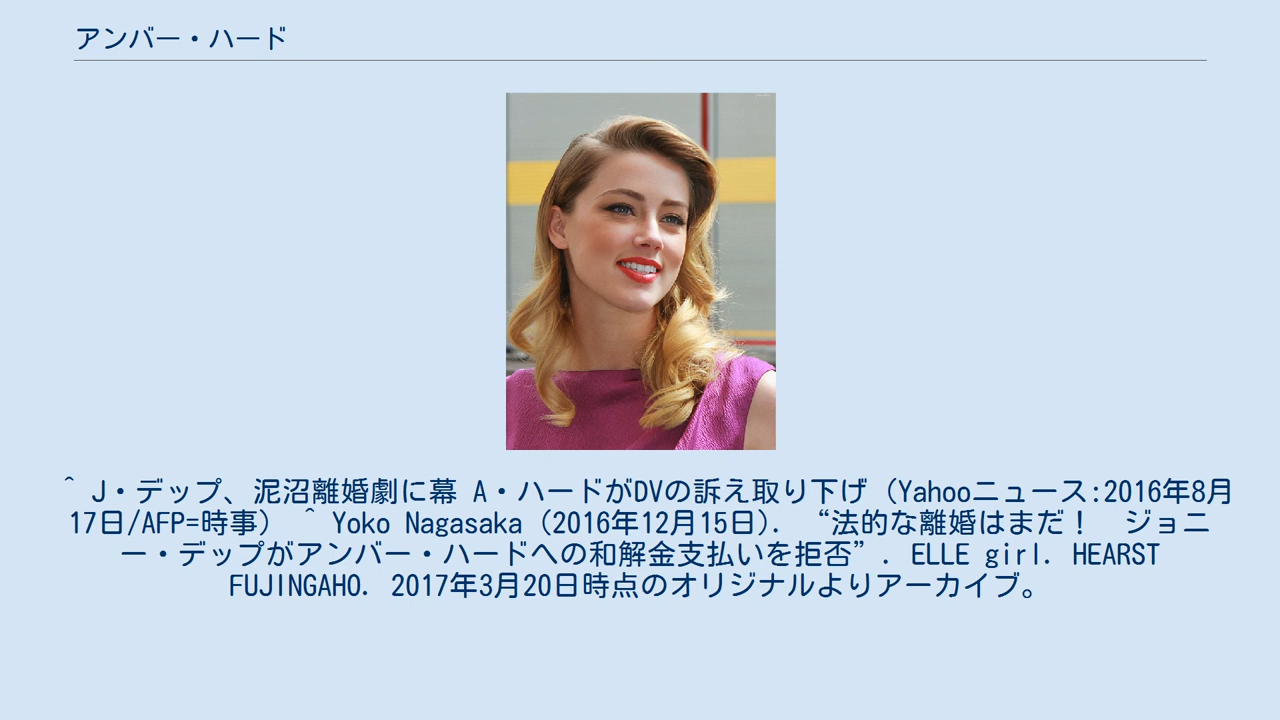 アンバー・ハード
^ J・デップ、泥沼離婚劇に幕 A・ハードがDVの訴え取り下げ（Yahooニュース:2016年8月
17日/AFP=時事） ^ Yoko Nagasaka（2016年12月15日）. “法的な離婚はまだ！　ジョニ
ー・デップがアンバー・ハードへの和解金支払いを拒否”. ELLE girl. HEARST
FUJINGAHO. 2017年3月20日時点のオリジナルよりアーカイブ。